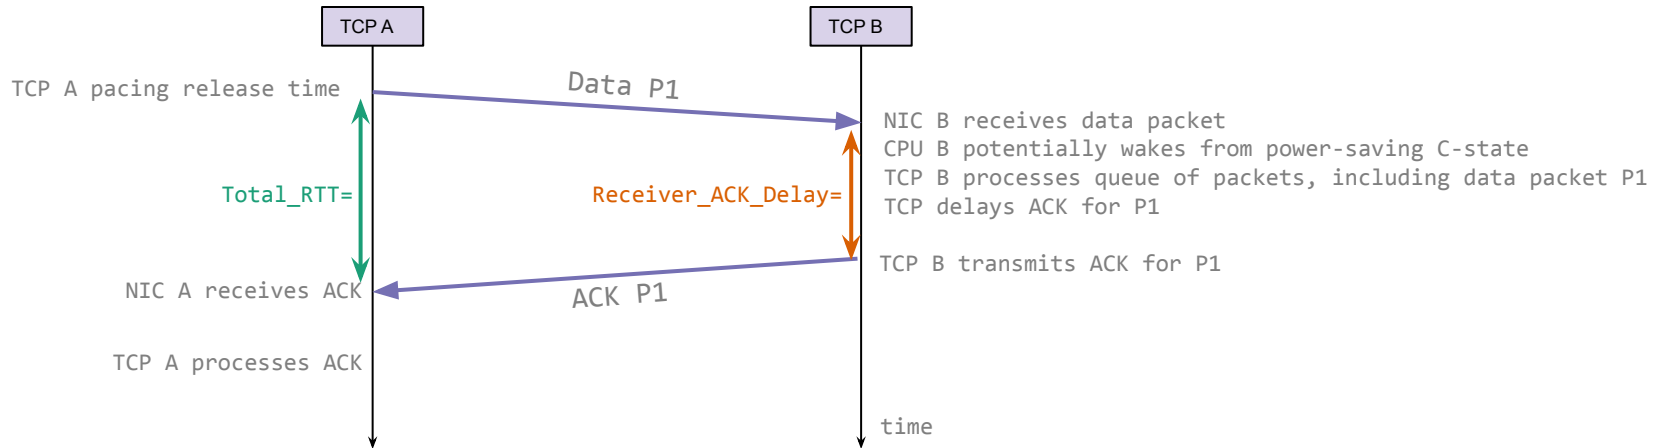 TCP A
TCP B
TCP A pacing release time
Data P1
NIC B receives data packet
CPU B potentially wakes from power-saving C-state
TCP B processes queue of packets, including data packet P1
TCP delays ACK for P1
Total_RTT=
Receiver_ACK_Delay=
TCP B transmits ACK for P1
NIC A receives ACK
ACK P1
TCP A processes ACK
time